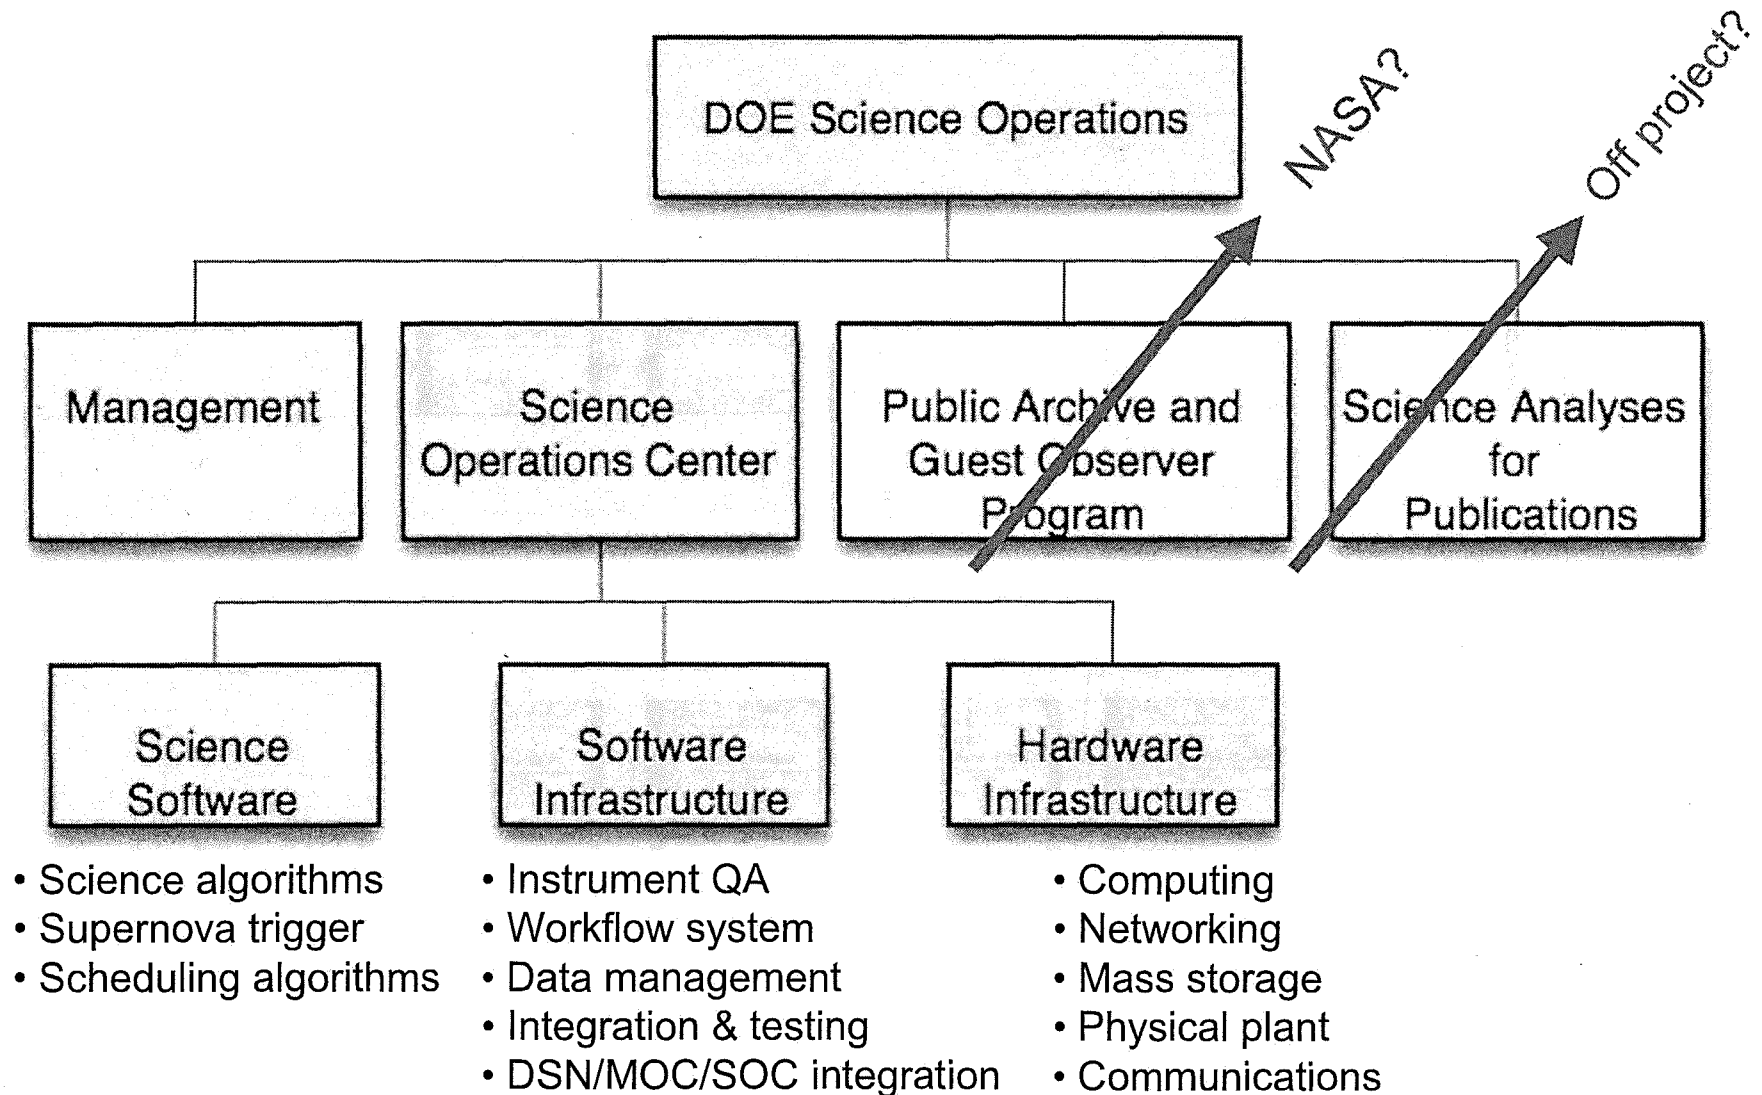 DOE Science Operations
NASA?
Off project?
Management
Science
Operations Center
Public Archive and
Guest Observer
Program
Science Analyses
for
Publications
Science
Software
Software
Infrastructure
Hardware
Infrastructure
• Science algorithms
• Supernova trigger
• Scheduling algorithms
• Instrument QA
• Workflow system
• Data management
• Integration & testing
• DSN/MOC/SOC integration
• Computing
• Networking
• Mass storage
• Physical plant
• Communications